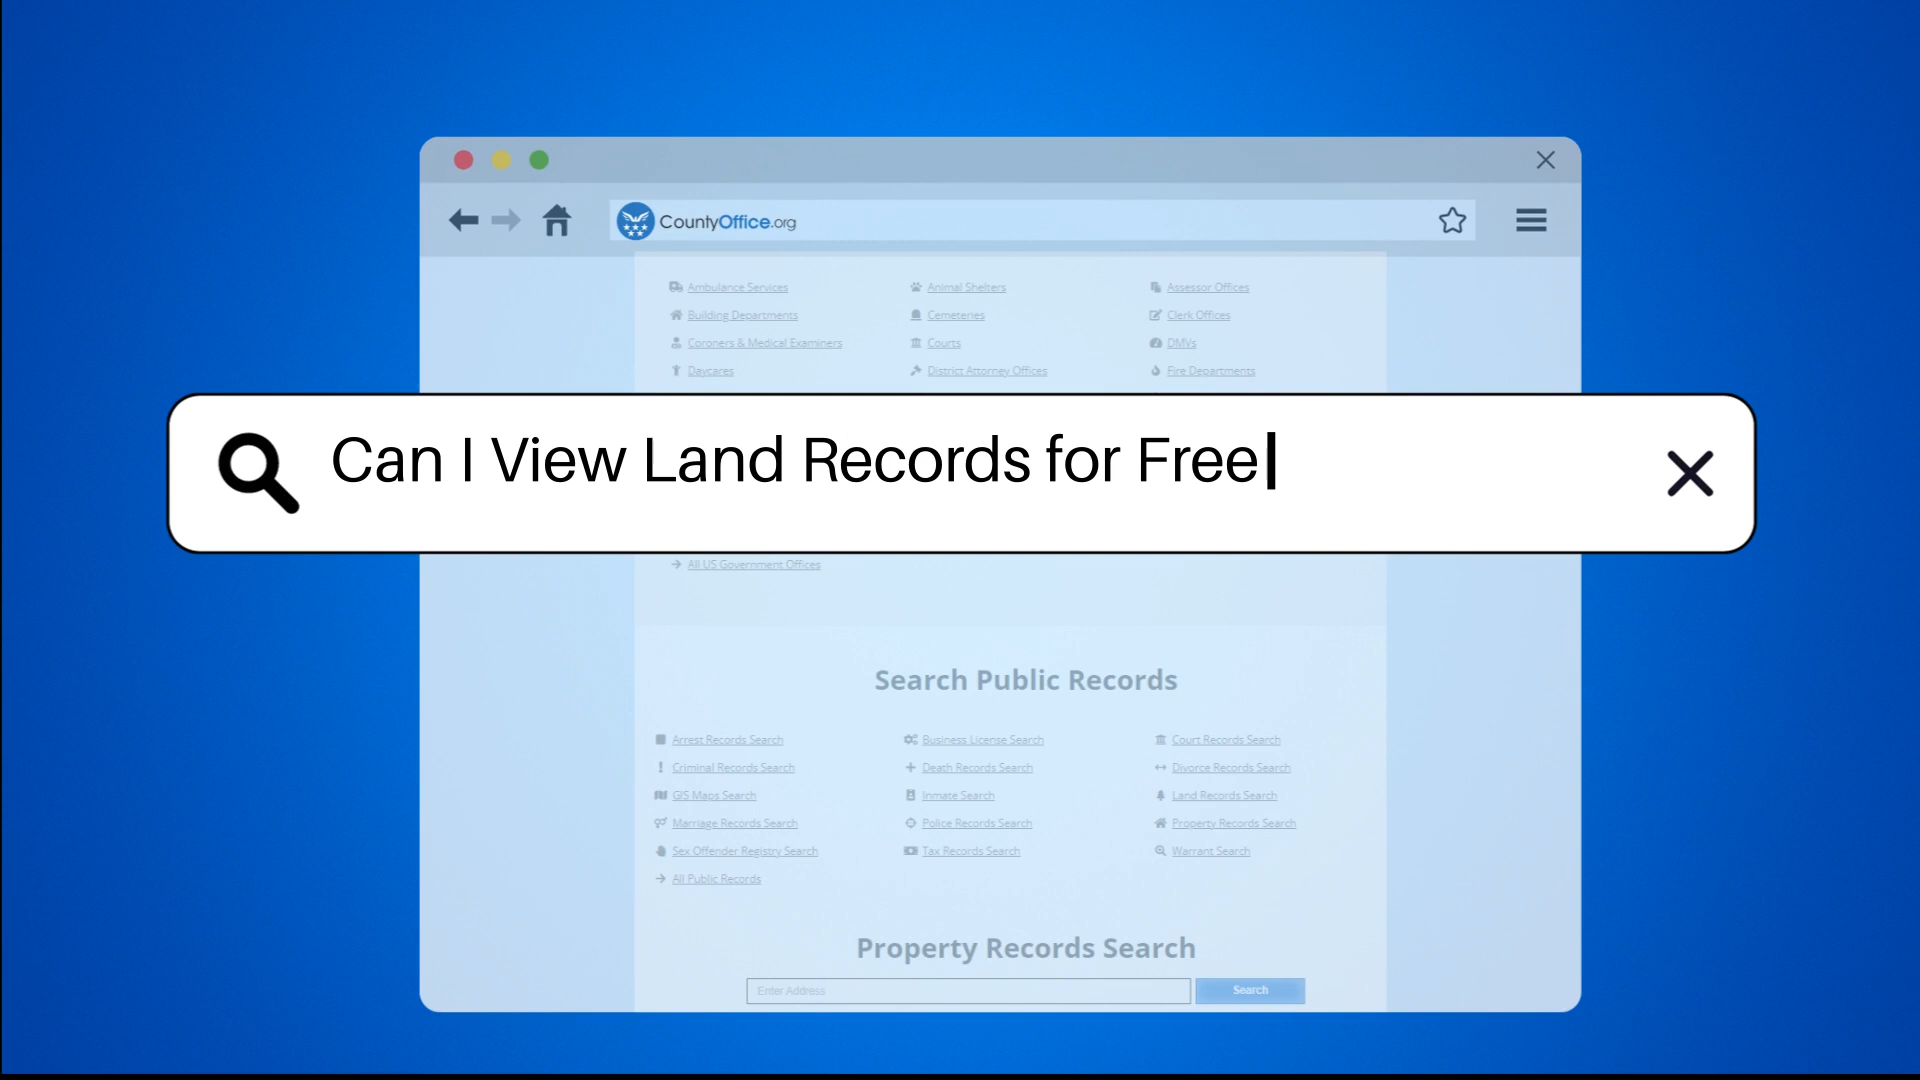 CountyOffice.org
Ambulance Services Animal Shelters Assessor Offices
Building Departments Cemeteries Clerk Offices
Coroners & Medical Examiners Courts DMVs
Daycares District Attorney Offices Fire Departments
Can I View Land Records for Free
All US Government Offices
Search Public Records
Arrest Records Search Business License Search Court Records Search
Criminal Records Search Death Records Search Divorce Records Search
GIS Maps Search Inmate Search Land Records Search
Marriage Records Search Police Records Search Property Records Search
Sex Offender Registry Search Tax Records Search Warrant Search
All Public Records
Property Records Search
Enter Address Search